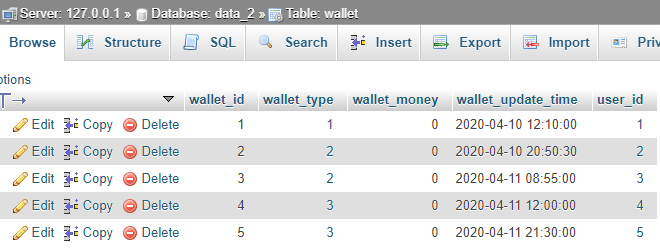 Server: 127.0.0.1 » Database: data_2 » Table: wallet
Browse Structure SQL Search Insert Export Import Priv
ptions
wallet_id wallet_type wallet_money wallet_update_time user_id
Edit Copy Delete 1 1 0 2020-04-10 12:10:00 1
Edit Copy Delete 2 2 0 2020-04-10 20:50:30 2
Edit Copy Delete 3 2 0 2020-04-11 08:55:00 3
Edit Copy Delete 4 3 0 2020-04-11 12:00:00 4
Edit Copy Delete 5 3 0 2020-04-11 21:30:00 5